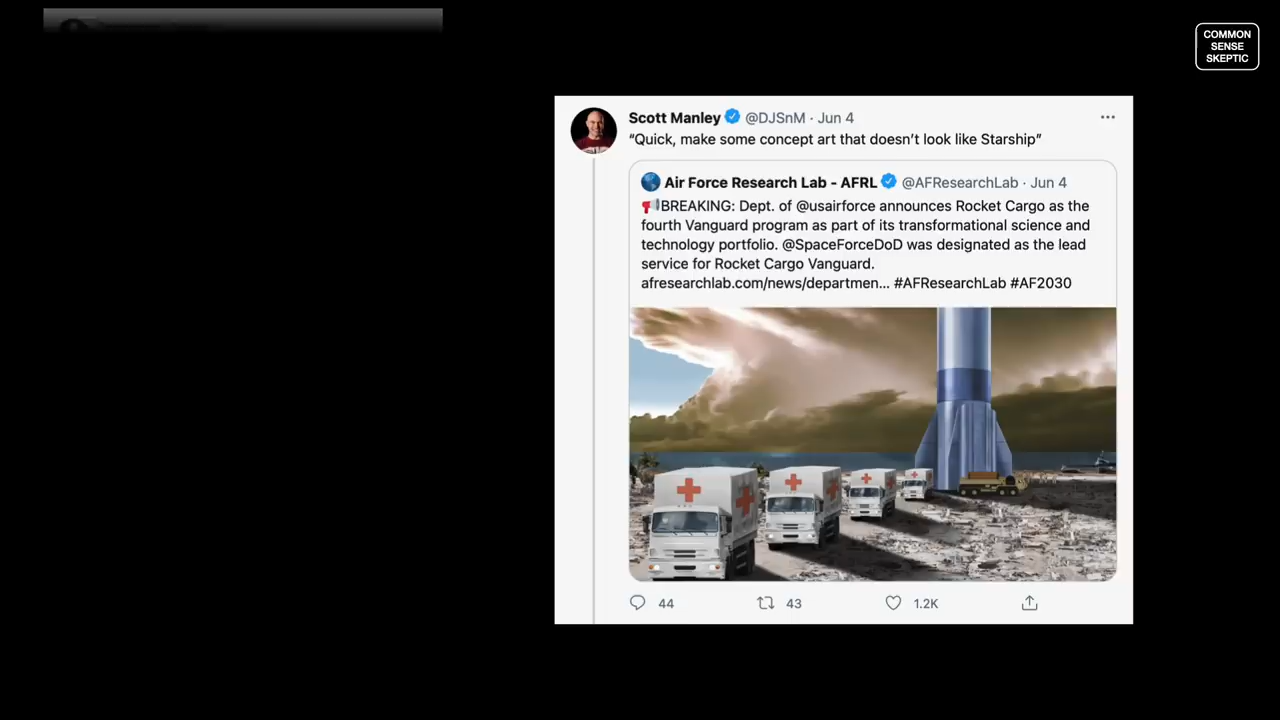 COMMON
SENSE
SKEPTIC
Scott Manley @DJSnM · Jun 4
“Quick, make some concept art that doesn’t look like Starship”
Air Force Research Lab - AFRL @AFResearchLab · Jun 4
BREAKING: Dept. of @usairforce announces Rocket Cargo as the
fourth Vanguard program as part of its transformational science and
technology portfolio. @SpaceForceDoD was designated as the lead
service for Rocket Cargo Vanguard.
afresearchlab.com/news/departmen... #AFResearchLab #AF2030
44 43 1.2K